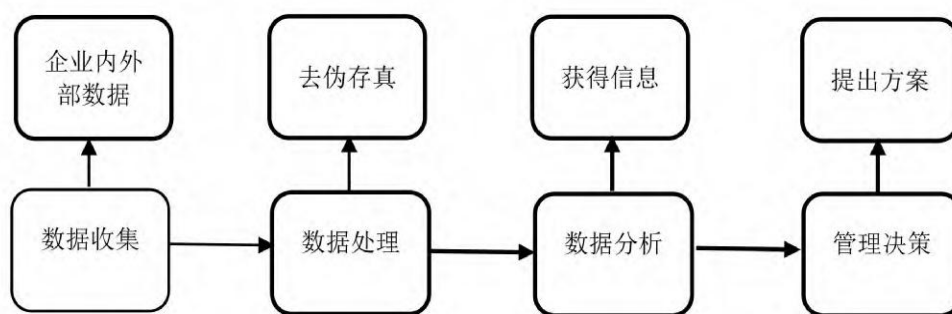 企业内外
部数据
去伪存真
获得信息
提出方案
数据收集
数据处理
数据分析
管理决策